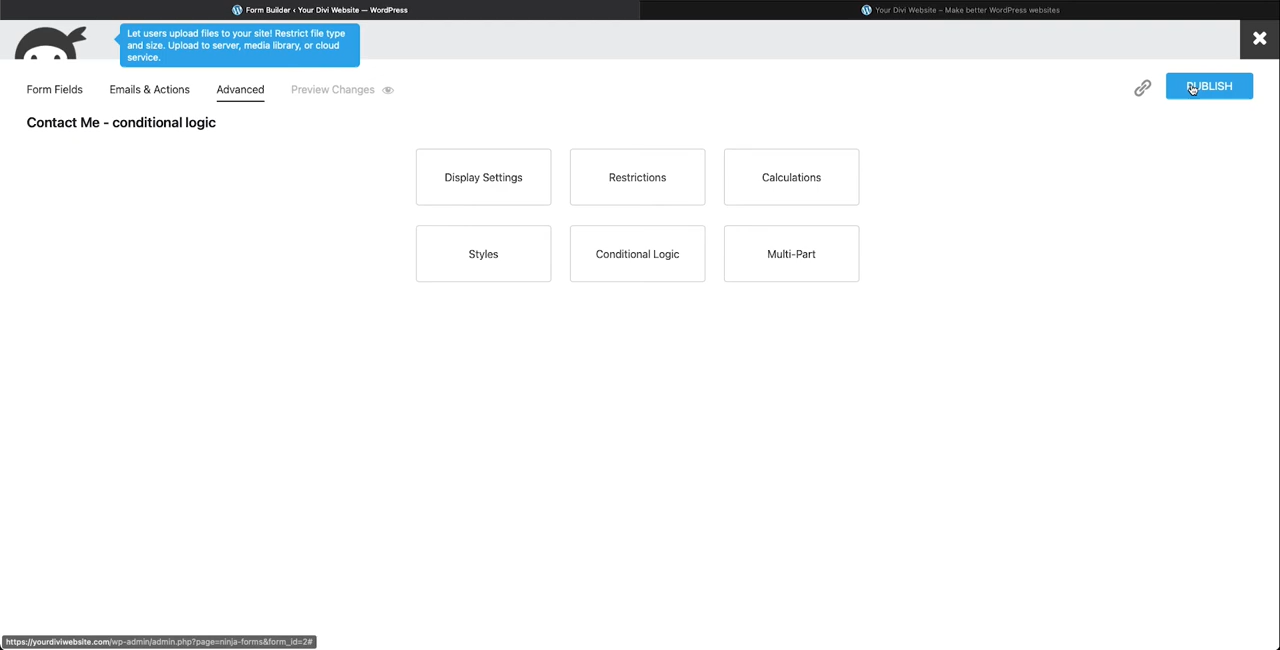 Form Builder ‹ Your Divi Website — WordPress
Your Divi Website – Make better WordPress websites
Let users upload files to your site! Restrict file type
and size. Upload to server, media library, or cloud
service.
Form Fields
Emails & Actions
Advanced
Preview Changes
PUBLISH
Contact Me - conditional logic
Display Settings
Restrictions
Calculations
Styles
Conditional Logic
Multi-Part
https://yourdiviwebsite.com/wp-admin/admin.php?page=ninja-forms&form_id=2#